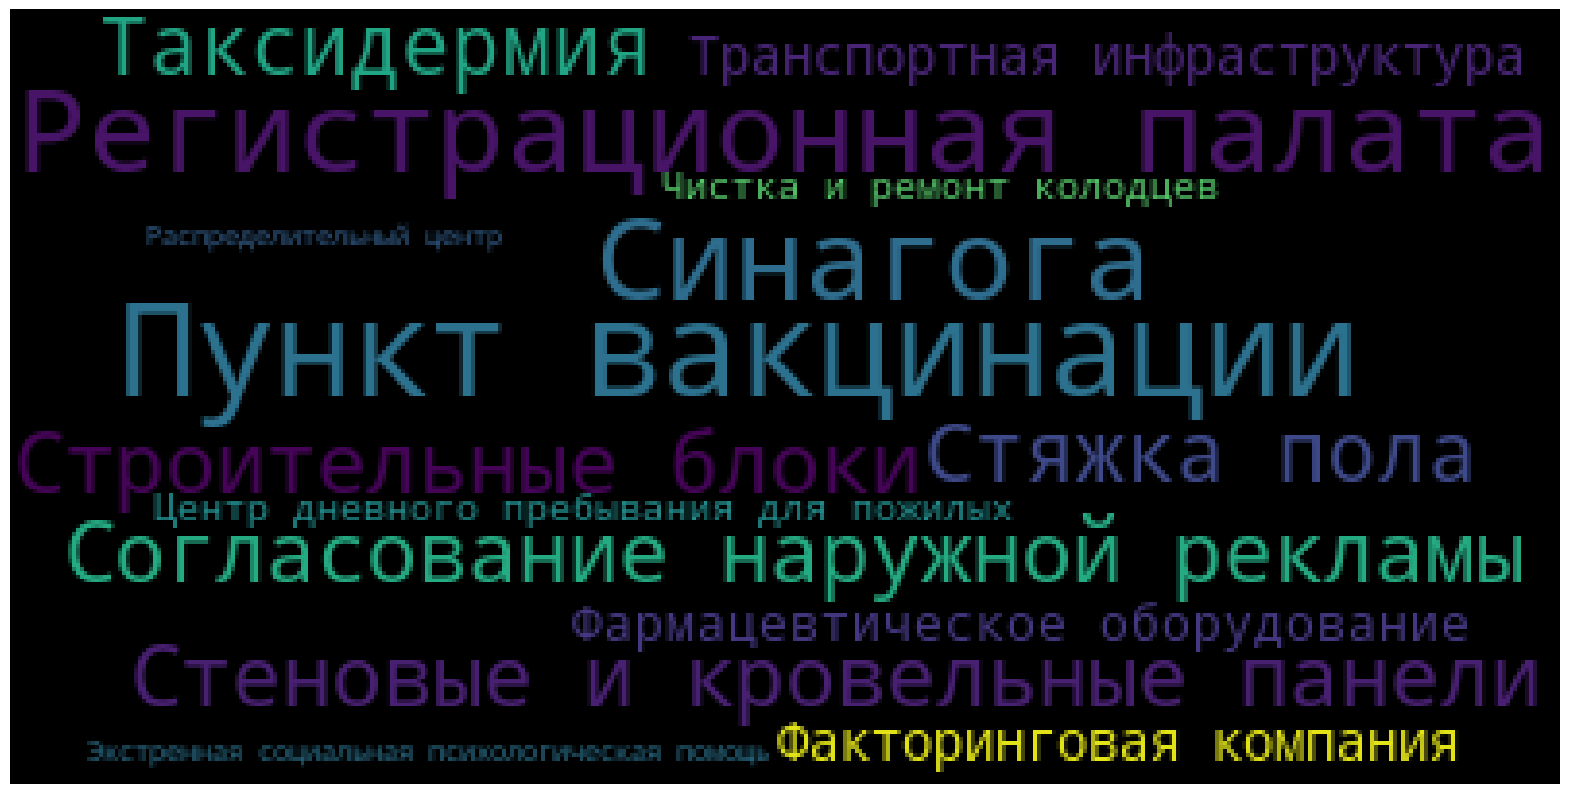 Таксидермия
Транспортная инфраструктура
Регистрационная палата
Чистка и ремонт колодцев
Распределительный центр
Синагога
Пункт вакцинации
Строительные блоки
Стяжка пола
Центр дневного пребывания для пожилых
Согласование наружной рекламы
Фармацевтическое оборудование
Стеновые и кровельные панели
Экстренная социальная психологическая помощь
Факторинговая компания